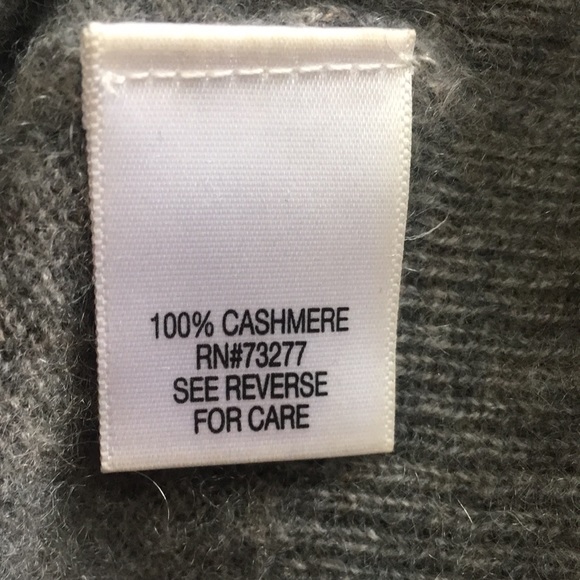 100% CASHMERE
RN#73277
SEE REVERSE
FOR CARE